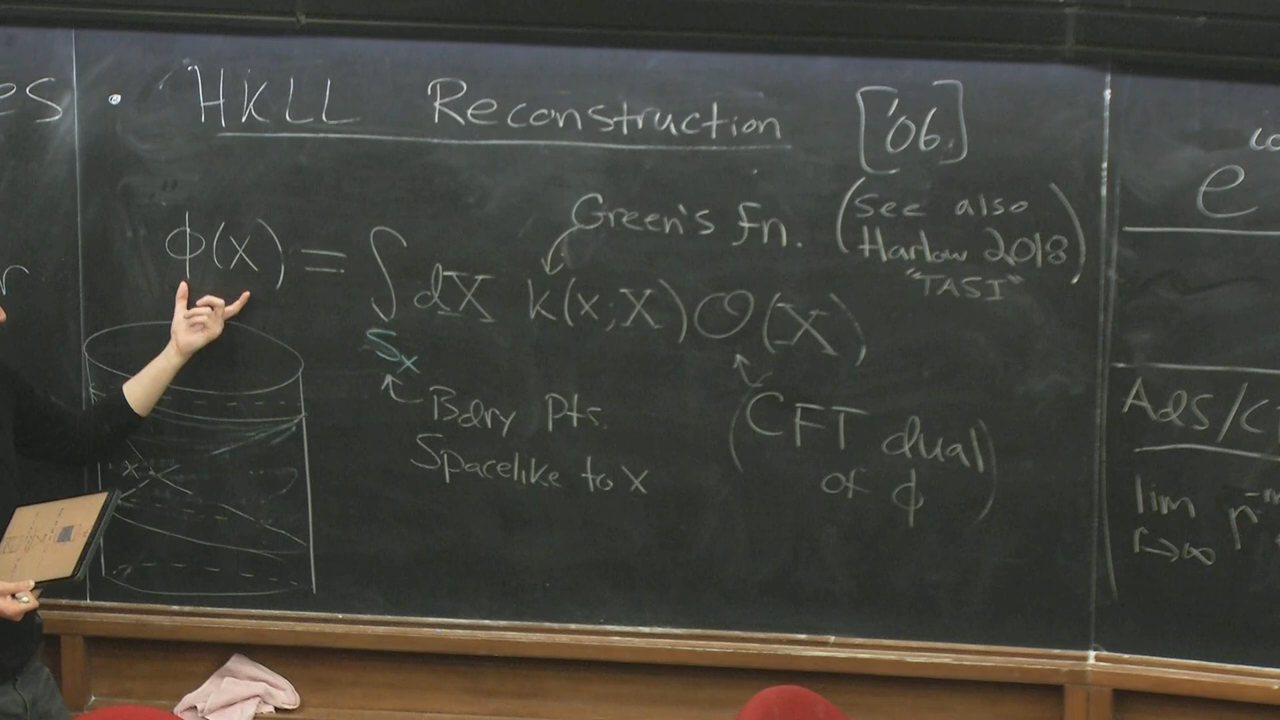 • HKLL Reconstruction ['06]
Green's fn.
(See also
Harlow 2018
"TASI")
ϕ(x) = ∫ dX K(x;X) O(X)
S_x
Bdry Pts.
Spacelike to x
(CFT dual
of ϕ)
x
e
AdS/C
lim
r→∞